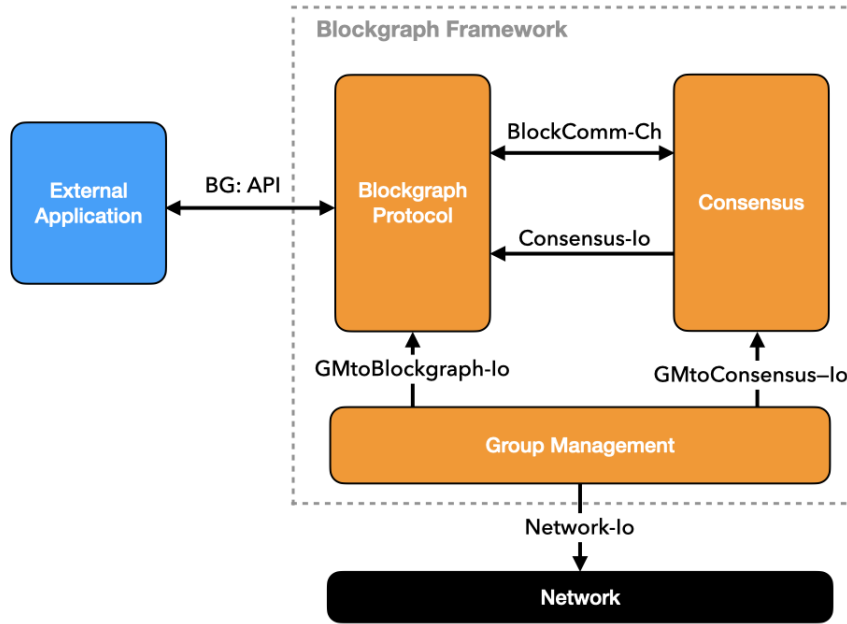 Blockgraph Framework
External
Application
BG: API
Blockgraph
Protocol
BlockComm-Ch
Consensus
Consensus-Io
GMtoBlockgraph-Io
GMtoConsensus–Io
Group Management
Network-Io
Network